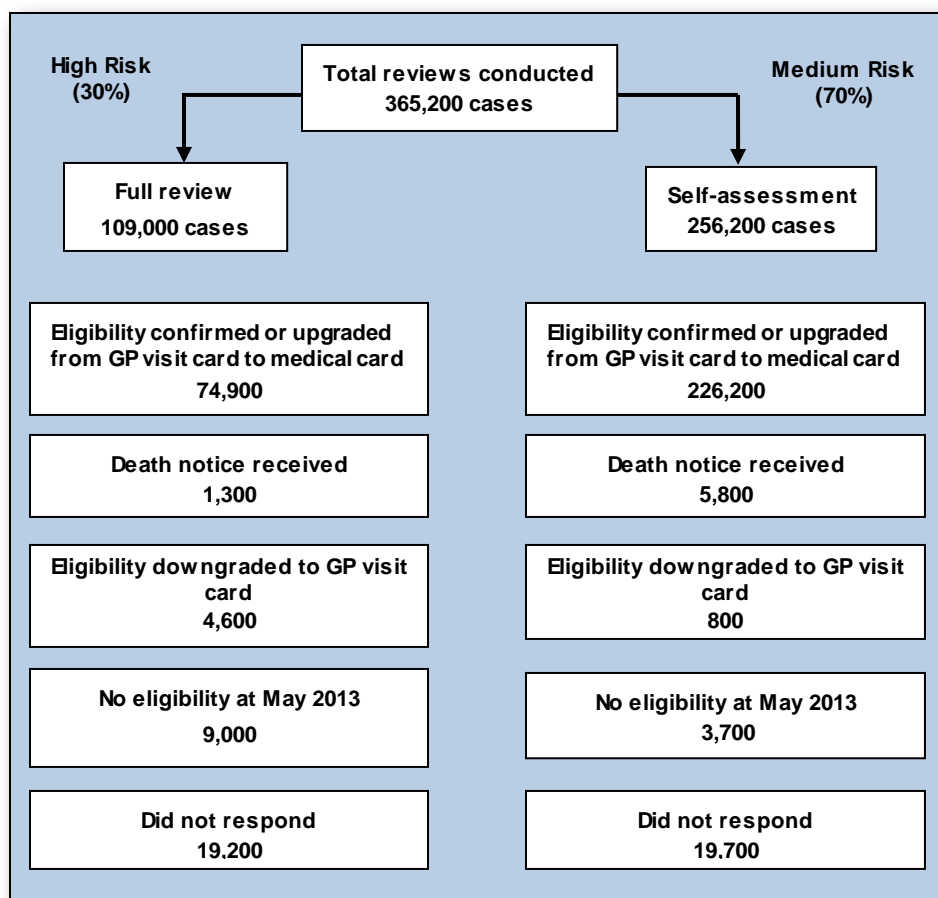 High Risk
(30%)
Total reviews conducted
365,200 cases
Medium Risk
(70%)
Full review
109,000 cases
Self-assessment
256,200 cases
Eligibility confirmed or upgraded
from GP visit card to medical card
74,900
Eligibility confirmed or upgraded
from GP visit card to medical card
226,200
Death notice received
1,300
Death notice received
5,800
Eligibility downgraded to GP visit
card
4,600
Eligibility downgraded to GP visit
card
800
No eligibility at May 2013
9,000
No eligibility at May 2013
3,700
Did not respond
19,200
Did not respond
19,700